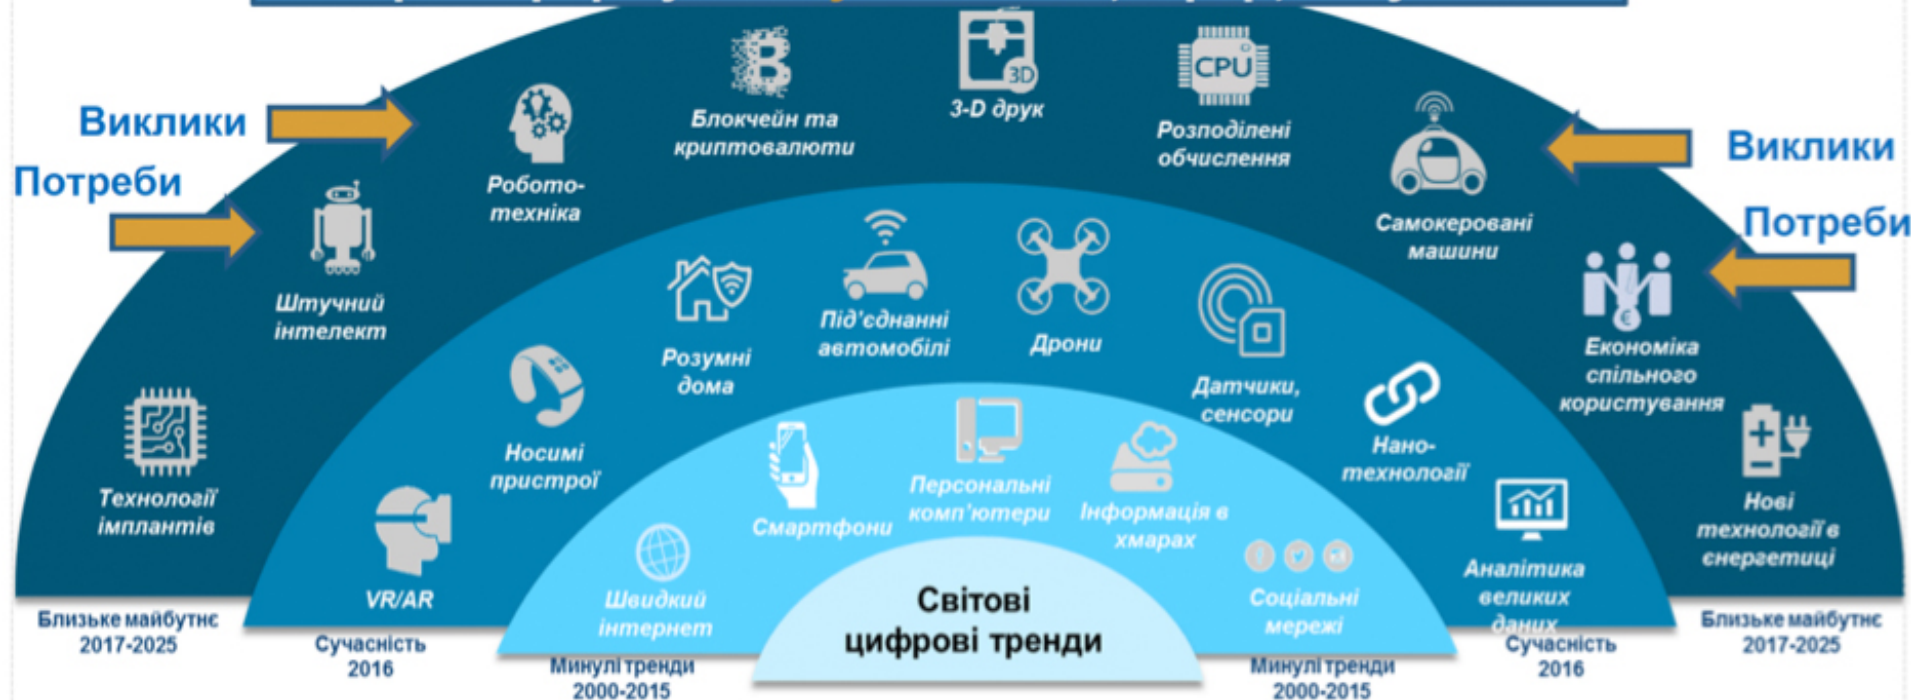 Виклики
Потреби
Виклики
Потреби
Технології
імплантів
Штучний
інтелект
Робото-
техніка
Блокчейн та
криптовалюти
3D
3-D друк
CPU
Розподілені
обчислення
Самокеровані
машини
Економіка
спільного
користування
Нові
технології в
єнергетиці
VR/AR
Носимі
пристрої
Розумні
дома
Під'єднанні
автомобілі
Дрони
Датчики,
сенсори
Нано-
технології
Аналітика
великих
даних
Швидкий
інтернет
Смартфони
Персональні
комп'ютери
Інформація в
хмарах
Соціальні
мережі
Світові
цифрові тренди
Близьке майбутнє
2017-2025
Сучасність
2016
Минулі тренди
2000-2015
Минулі тренди
2000-2015
Сучасність
2016
Близьке майбутнє
2017-2025